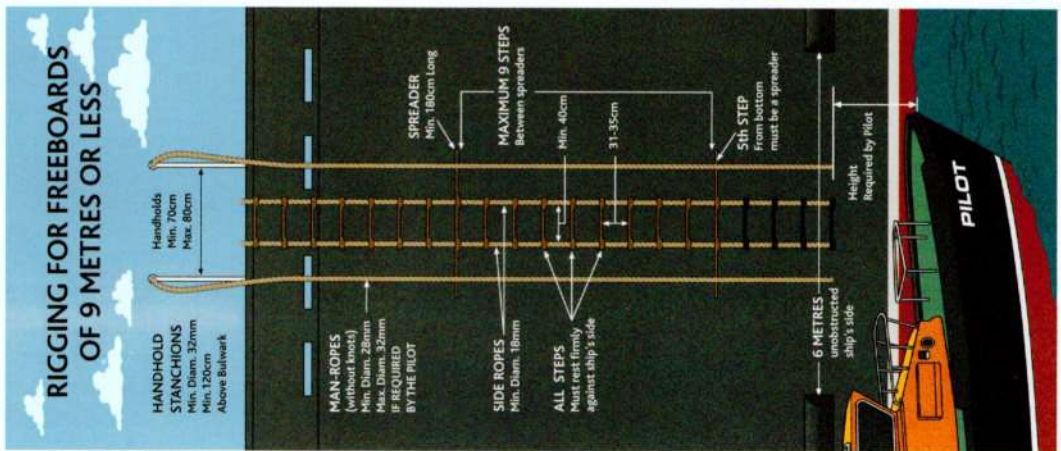 RIGGING FOR FREEBOARDS
OF 9 METRES OR LESS
HANDHOLD
STANCHIONS
Min. Diam. 32mm
Min.120cm
Above Bulwark
Handholds
Min. 70cm
Max. 80cm
MAN-ROPES
(without knots)
Min. Diam. 28mm
Max. Diam. 32mm
IF REQUIRED
BY THE PILOT
SPREADER
Min. 180cm Long
MAXIMUM 9 STEPS
Between spreaders
SIDE ROPES
Min. Diam. 18mm
Min. 40cm
ALL STEPS
Must rest firmly
against ship's side
31-35cm
5th STEP
From bottom
must be a spreader
6 METRES
unobstructed
ship's side
Height
Required by Pilot
PILOT